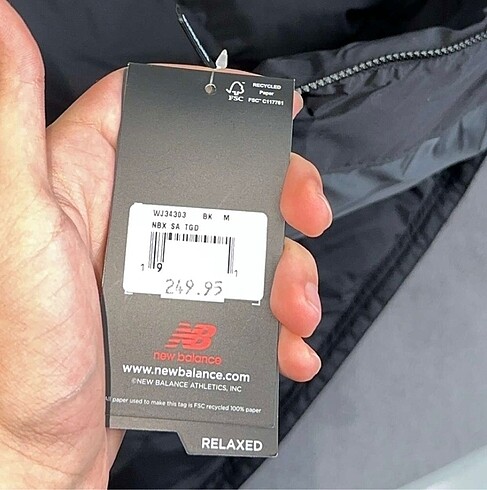 RECYCLED
Paper
FSC
FSC® C117761
WJ34303 BK M
NBX SA TGD
1 9 1
249.95
NB
new balance
www.newbalance.com
©NEW BALANCE ATHLETICS, INC
All paper used to make this tag is FSC recycled 100% paper
RELAXED